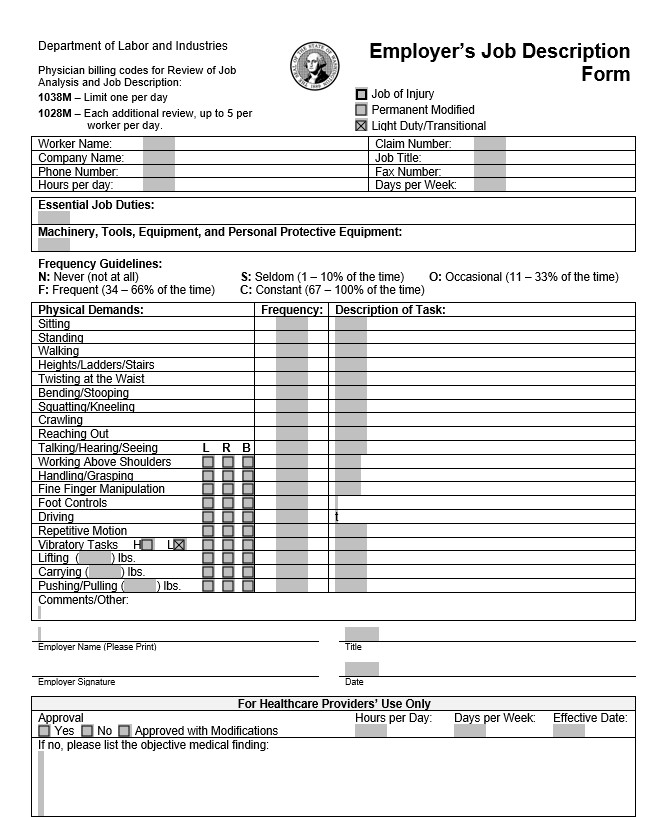 Department of Labor and Industries
Employer's Job Description
Form
Physician billing codes for Review of Job
Analysis and Job Description:
1038M – Limit one per day
1028M – Each additional review, up to 5 per
worker per day.
Job of Injury
Permanent Modified
Light Duty/Transitional
Worker Name: Claim Number:
Company Name: Job Title:
Phone Number: Fax Number:
Hours per day: Days per Week:
Essential Job Duties:
Machinery, Tools, Equipment, and Personal Protective Equipment:
Frequency Guidelines:
N: Never (not at all) S: Seldom (1 – 10% of the time) O: Occasional (11 – 33% of the time)
F: Frequent (34 – 66% of the time) C: Constant (67 – 100% of the time)
Physical Demands: Frequency: Description of Task:
Sitting
Standing
Walking
Heights/Ladders/Stairs
Twisting at the Waist
Bending/Stooping
Squatting/Kneeling
Crawling
Reaching Out
Talking/Hearing/Seeing L R B
Working Above Shoulders
Handling/Grasping
Fine Finger Manipulation
Foot Controls
Driving t
Repetitive Motion
Vibratory Tasks H L
Lifting ( ) lbs.
Carrying ( ) lbs.
Pushing/Pulling ( ) lbs.
Comments/Other:
Employer Name (Please Print) Title
Employer Signature Date
For Healthcare Providers' Use Only
Approval Hours per Day: Days per Week: Effective Date:
Yes No Approved with Modifications
If no, please list the objective medical finding: